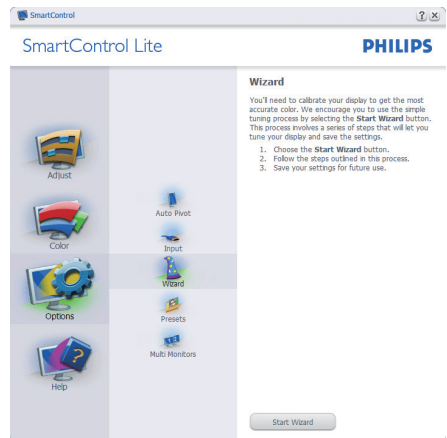 SmartControl
SmartControl Lite
PHILIPS
Adjust
Color
Options
Help
Auto Pivot
Input
Wizard
Presets
Multi Monitors
Wizard
You'll need to calibrate your display to get the most
accurate color. We encourage you to use the simple
tuning process by selecting the Start Wizard button.
This process involves a series of steps that will let you
tune your display and save the settings.
1. Choose the Start Wizard button.
2. Follow the steps outlined in this process.
3. Save your settings for future use.
Start Wizard